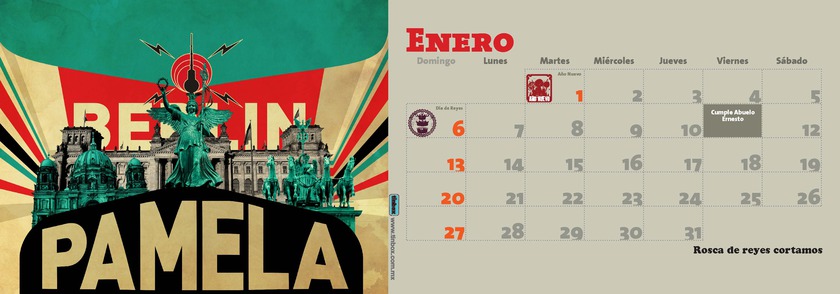 BERLIN
PAMELA
www.tinbox.com.mx
ENERO
Domingo Lunes Martes Miércoles Jueves Viernes Sábado
Año Nuevo
AÑO NUEVO
1 2 3 4 5
Día de Reyes
Cumple Abuelo
Ernesto
6 7 8 9 10 12
13 14 15 16 17 18 19
20 21 22 23 24 25 26
27 28 29 30 31
Rosca de reyes cortamos